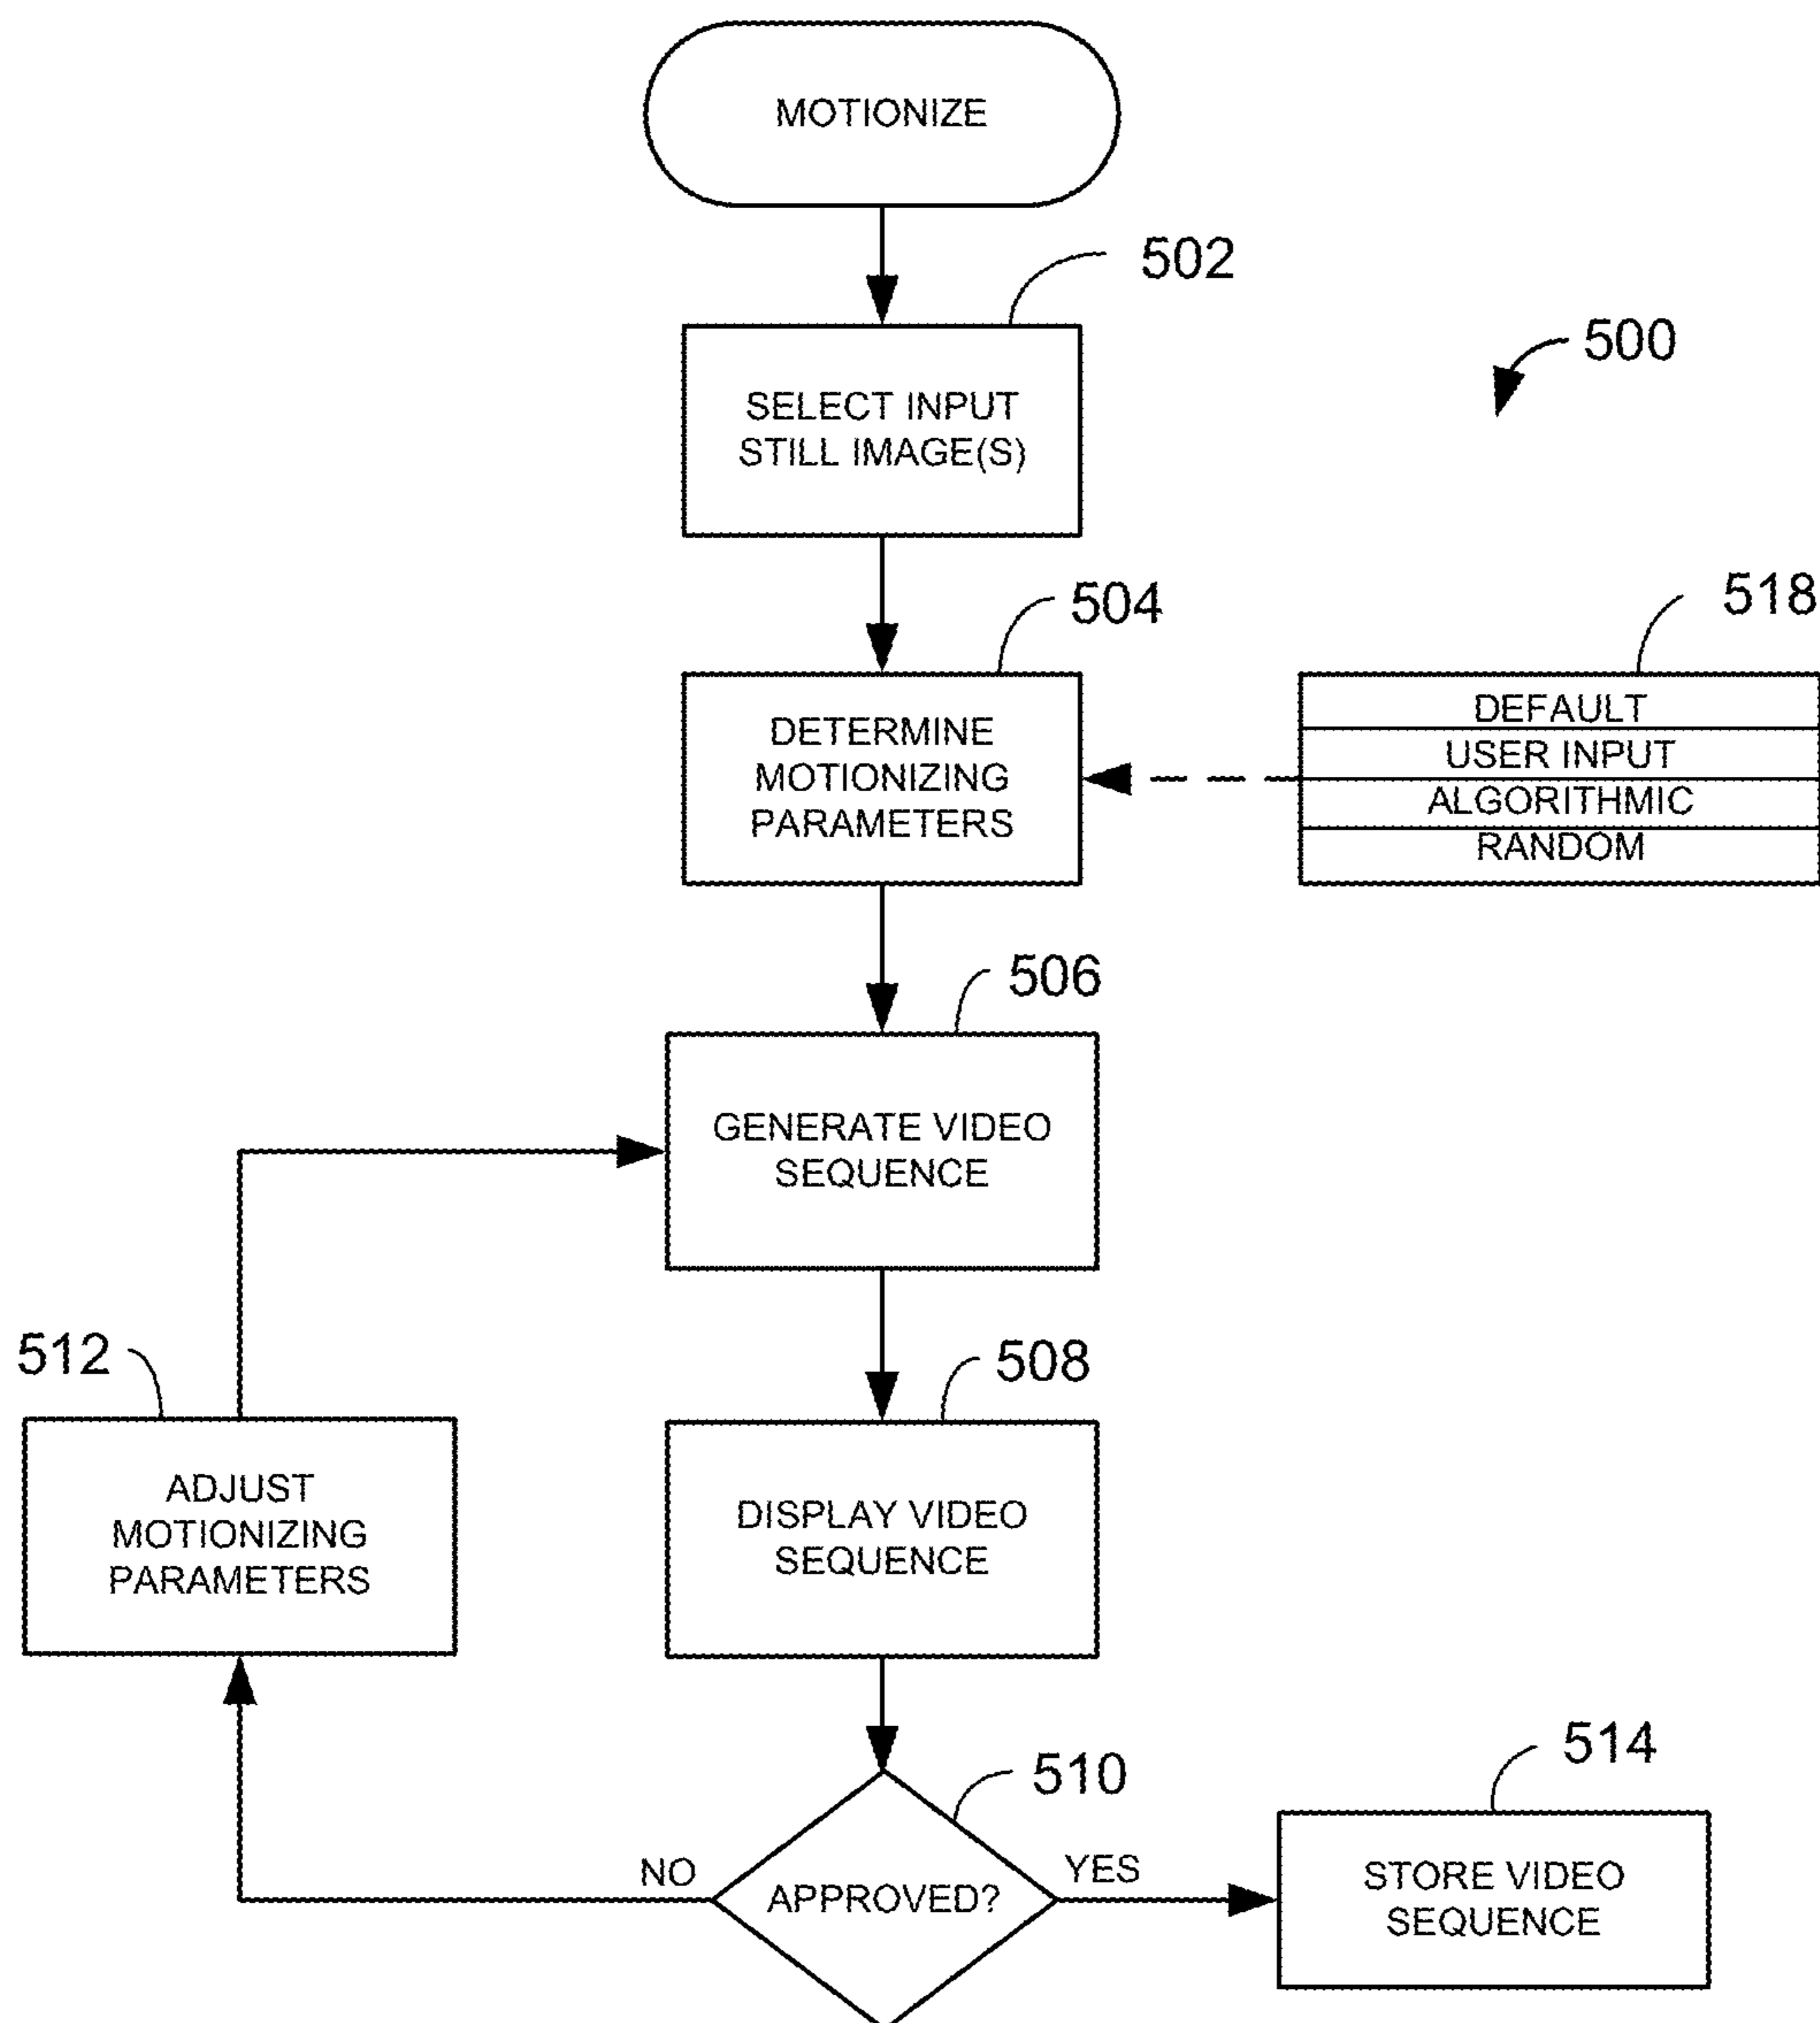 MOTIONIZE
502
500
SELECT INPUT
STILL IMAGE(S)
504
518
DETERMINE
MOTIONIZING
PARAMETERS
DEFAULT
USER INPUT
ALGORITHMIC
RANDOM
506
GENERATE VIDEO
SEQUENCE
512
508
ADJUST
MOTIONIZING
PARAMETERS
DISPLAY VIDEO
SEQUENCE
510
514
NO
APPROVED?
YES
STORE VIDEO
SEQUENCE